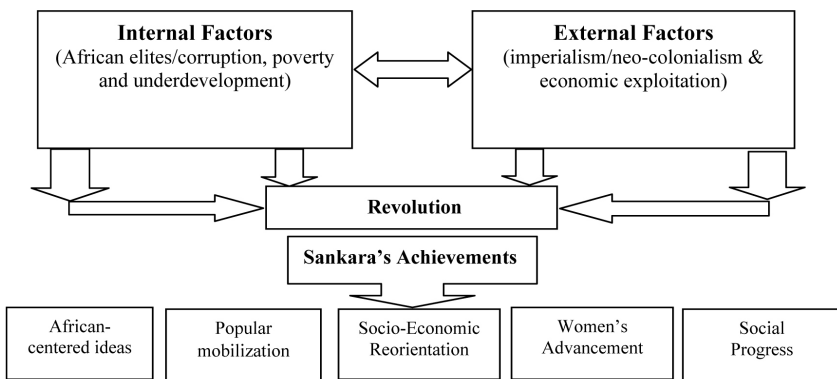 Internal Factors
(African elites/corruption, poverty
and underdevelopment)
External Factors
(imperialism/neo-colonialism &
economic exploitation)
Revolution
Sankara's Achievements
African-
centered ideas
Popular
mobilization
Socio-Economic
Reorientation
Women's
Advancement
Social
Progress